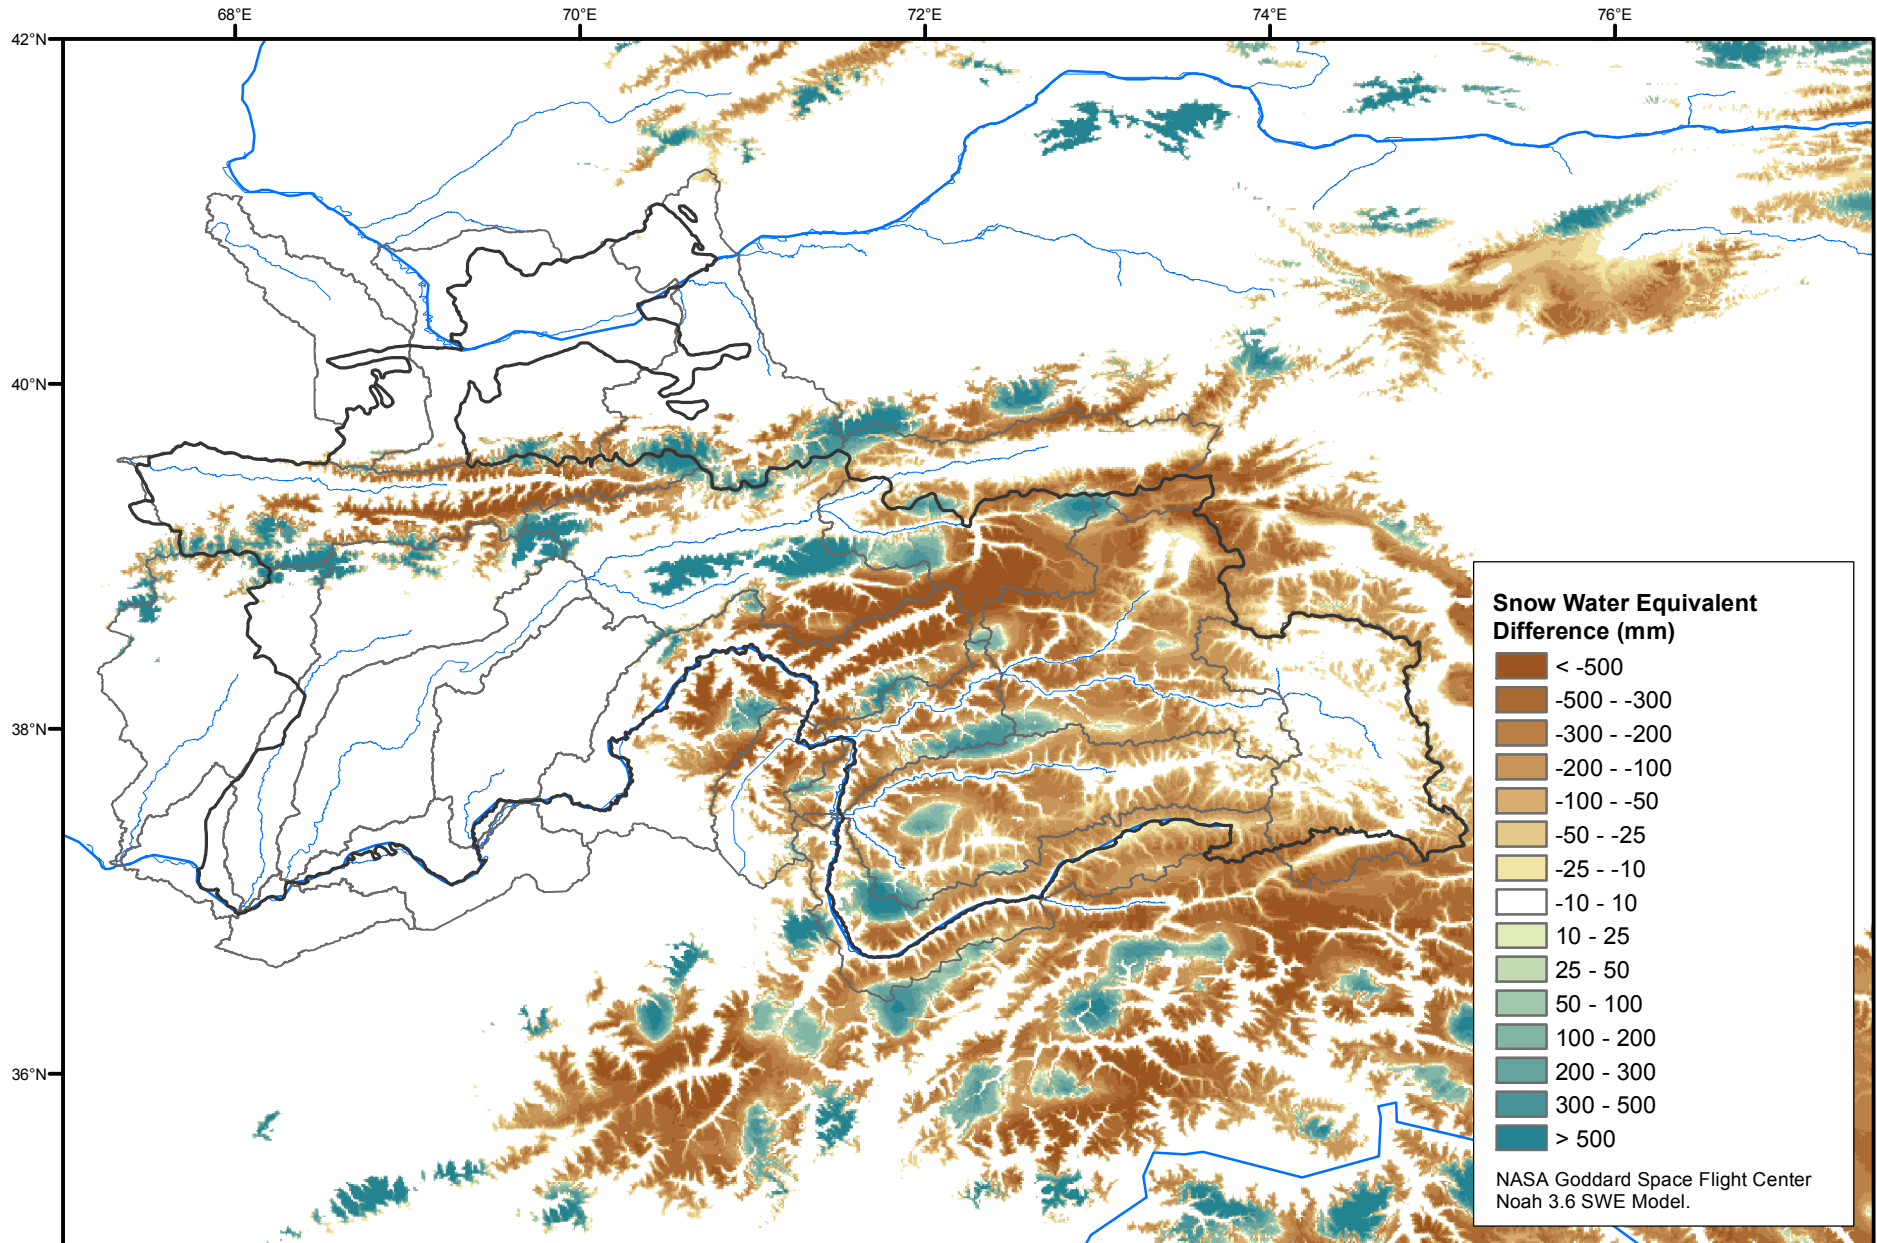 68°E 70°E 72°E 74°E 76°E
42°N
40°N
38°N
36°N
Snow Water Equivalent
Difference (mm)
< -500
-500 - -300
-300 - -200
-200 - -100
-100 - -50
-50 - -25
-25 - -10
-10 - 10
10 - 25
25 - 50
50 - 100
100 - 200
200 - 300
300 - 500
> 500
NASA Goddard Space Flight Center
Noah 3.6 SWE Model.